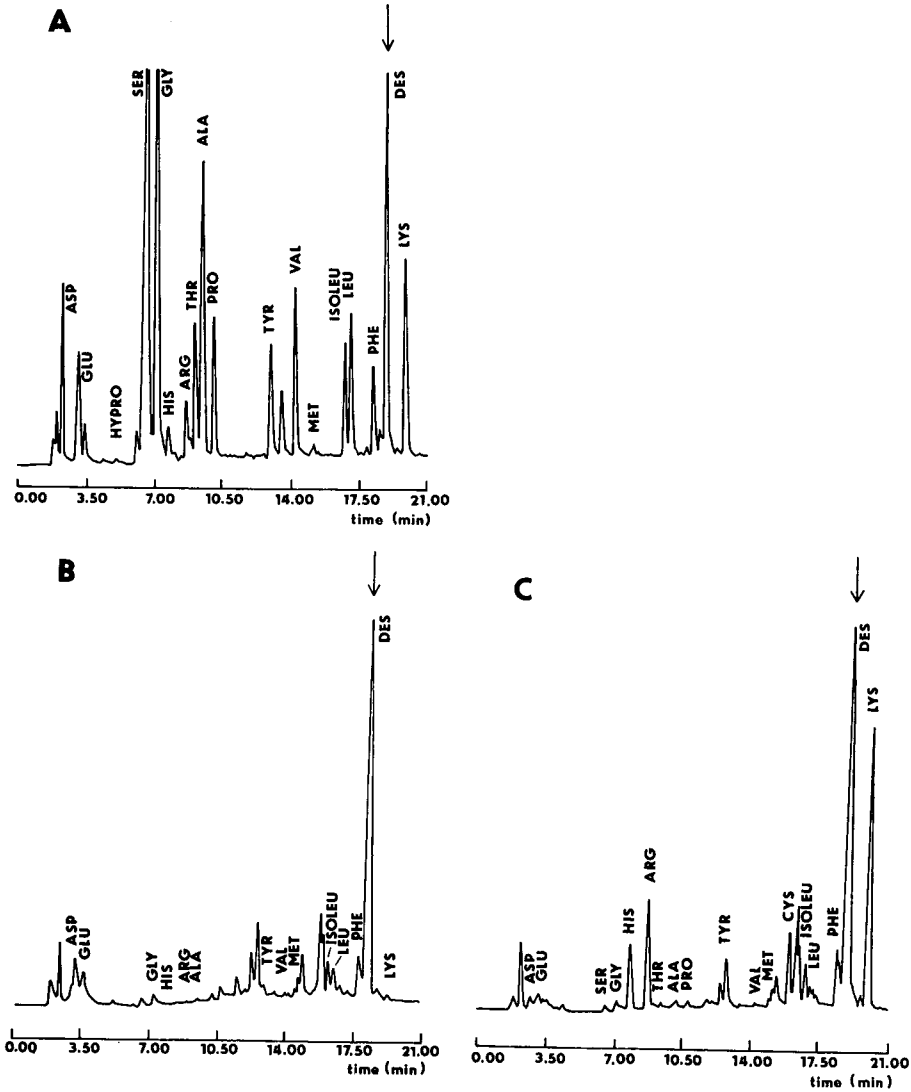 A
SER
GLY
DES
ALA
LYS
ASP
VAL
THR
PRO
ISOLEU
LEU
TYR
GLU
PHE
HYPRO
HIS
ARG
MET
0.00 3.50 7.00 10.50 14.00 17.50 21.00
time (min)
B
DES
ASP
GLU
GLY
HIS
ARG
ALA
TYR
VAL
MET
ISOLEU
LEU
PHE
LYS
0.00 3.50 7.00 10.50 14.00 17.50 21.00
time (min)
C
DES
LYS
ARG
HIS
TYR
CYS
ISOLEU
LEU
PHE
ASP
GLU
SER
GLY
THR
ALA
PRO
VAL
MET
0.00 3.50 7.00 10.50 14.00 17.50 21.00
time (min)